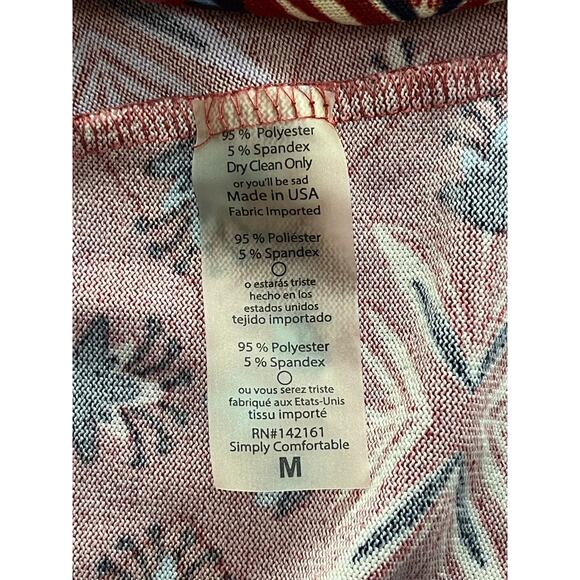 95 % Polyester
5 % Spandex
Dry Clean Only
or you'll be sad
Made in USA
Fabric Imported
95 % Poliéster
5 % Spandex
o estarás triste
hecho en los
estados unidos
tejido importado
95 % Polyester
5 % Spandex
ou vous serez triste
fabriqué aux Etats-Unis
tissu importé
RN#142161
Simply Comfortable
M